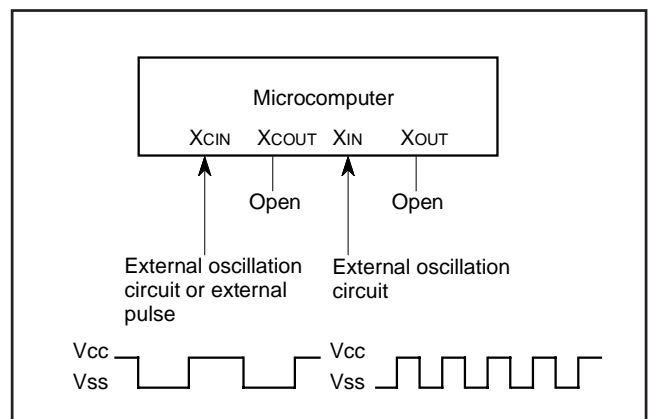 Microcomputer
XCIN XCOUT XIN XOUT
Open Open
External oscillation
circuit or external
pulse
External oscillation
circuit
Vcc
Vss
Vcc
Vss